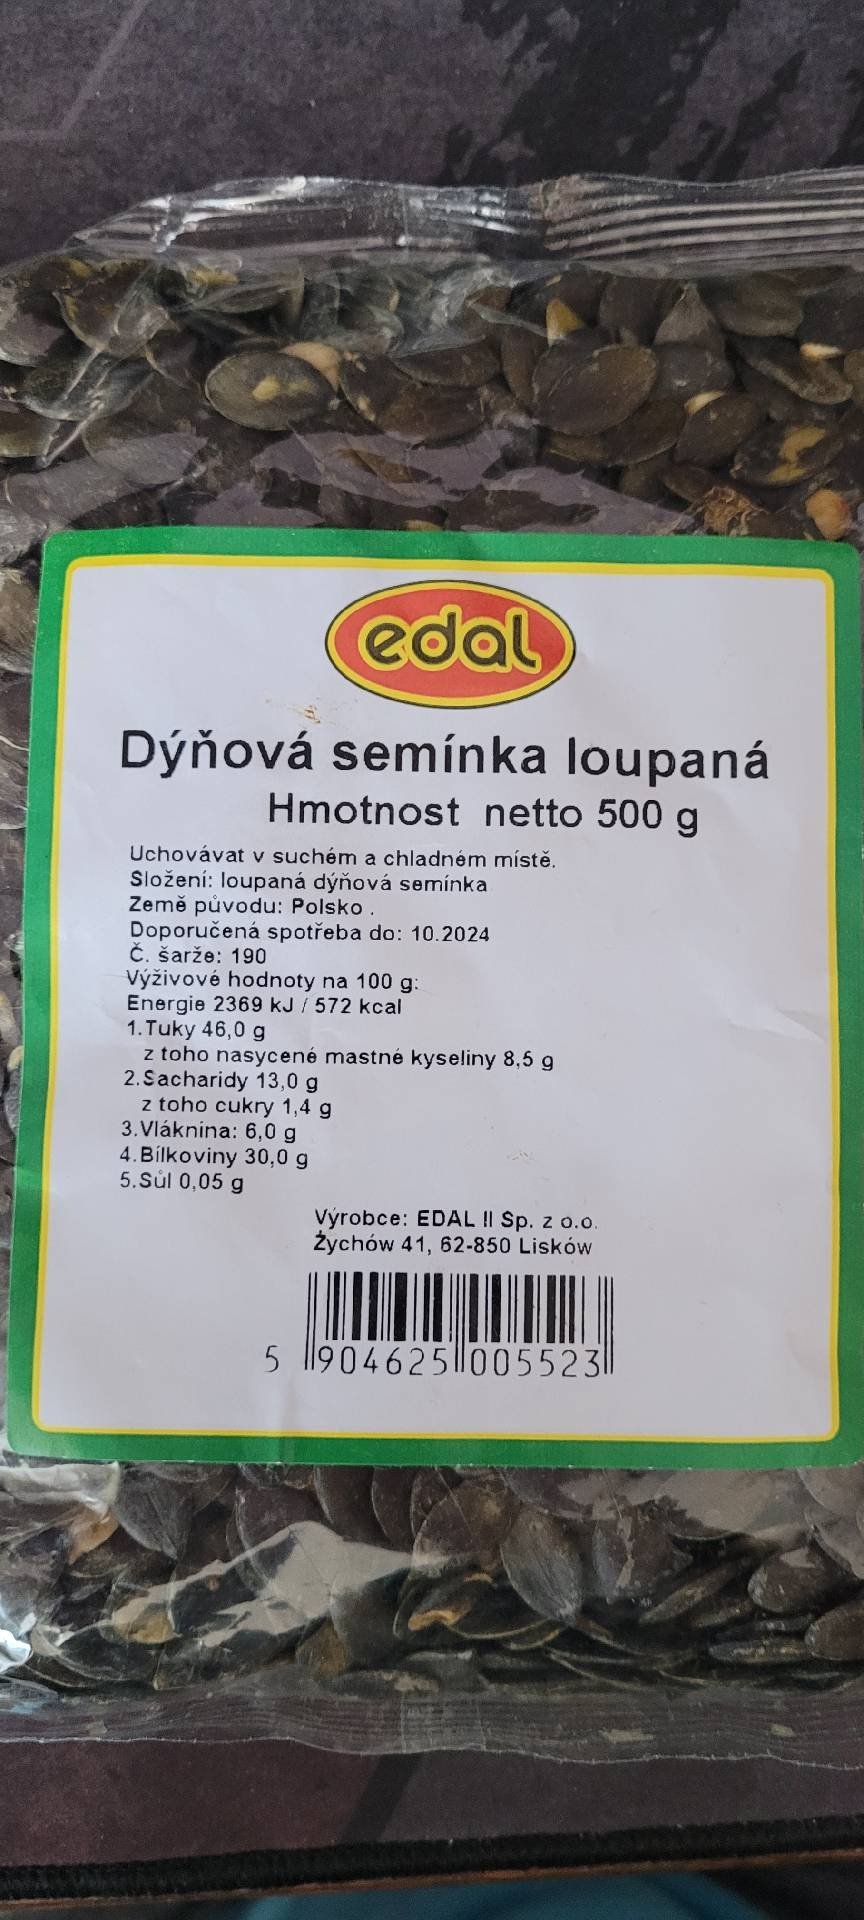 edal
Dýňová semínka loupaná
Hmotnost netto 500 g
Uchovávat v suchém a chladném místě.
Složení: loupaná dýňová semínka
Země původu: Polsko .
Doporučená spotřeba do: 10.2024
Č. šarže: 190
Výživové hodnoty na 100 g:
Energie 2369 kJ / 572 kcal
1.Tuky 46,0 g
z toho nasycené mastné kyseliny 8,5 g
2.Sacharidy 13,0 g
z toho cukry 1,4 g
3.Vláknina: 6,0 g
4.Bílkoviny 30,0 g
5.Sůl 0,05 g
Výrobce: EDAL II Sp. z o.o.
Żychów 41, 62-850 Lisków
5 904625 005523